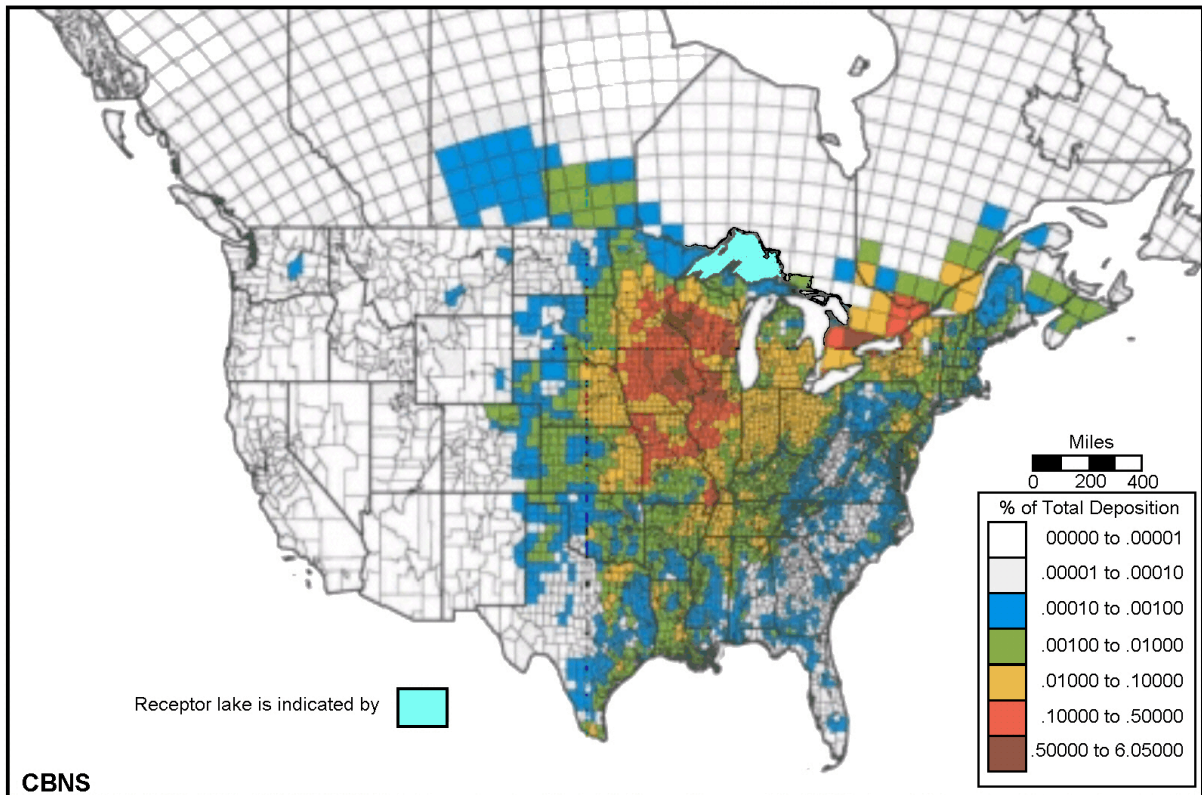 Miles
0 200 400
% of Total Deposition
00000 to .00001
.00001 to .00010
.00010 to .00100
.00100 to .01000
.01000 to .10000
.10000 to .50000
.50000 to 6.05000
Receptor lake is indicated by
CBNS